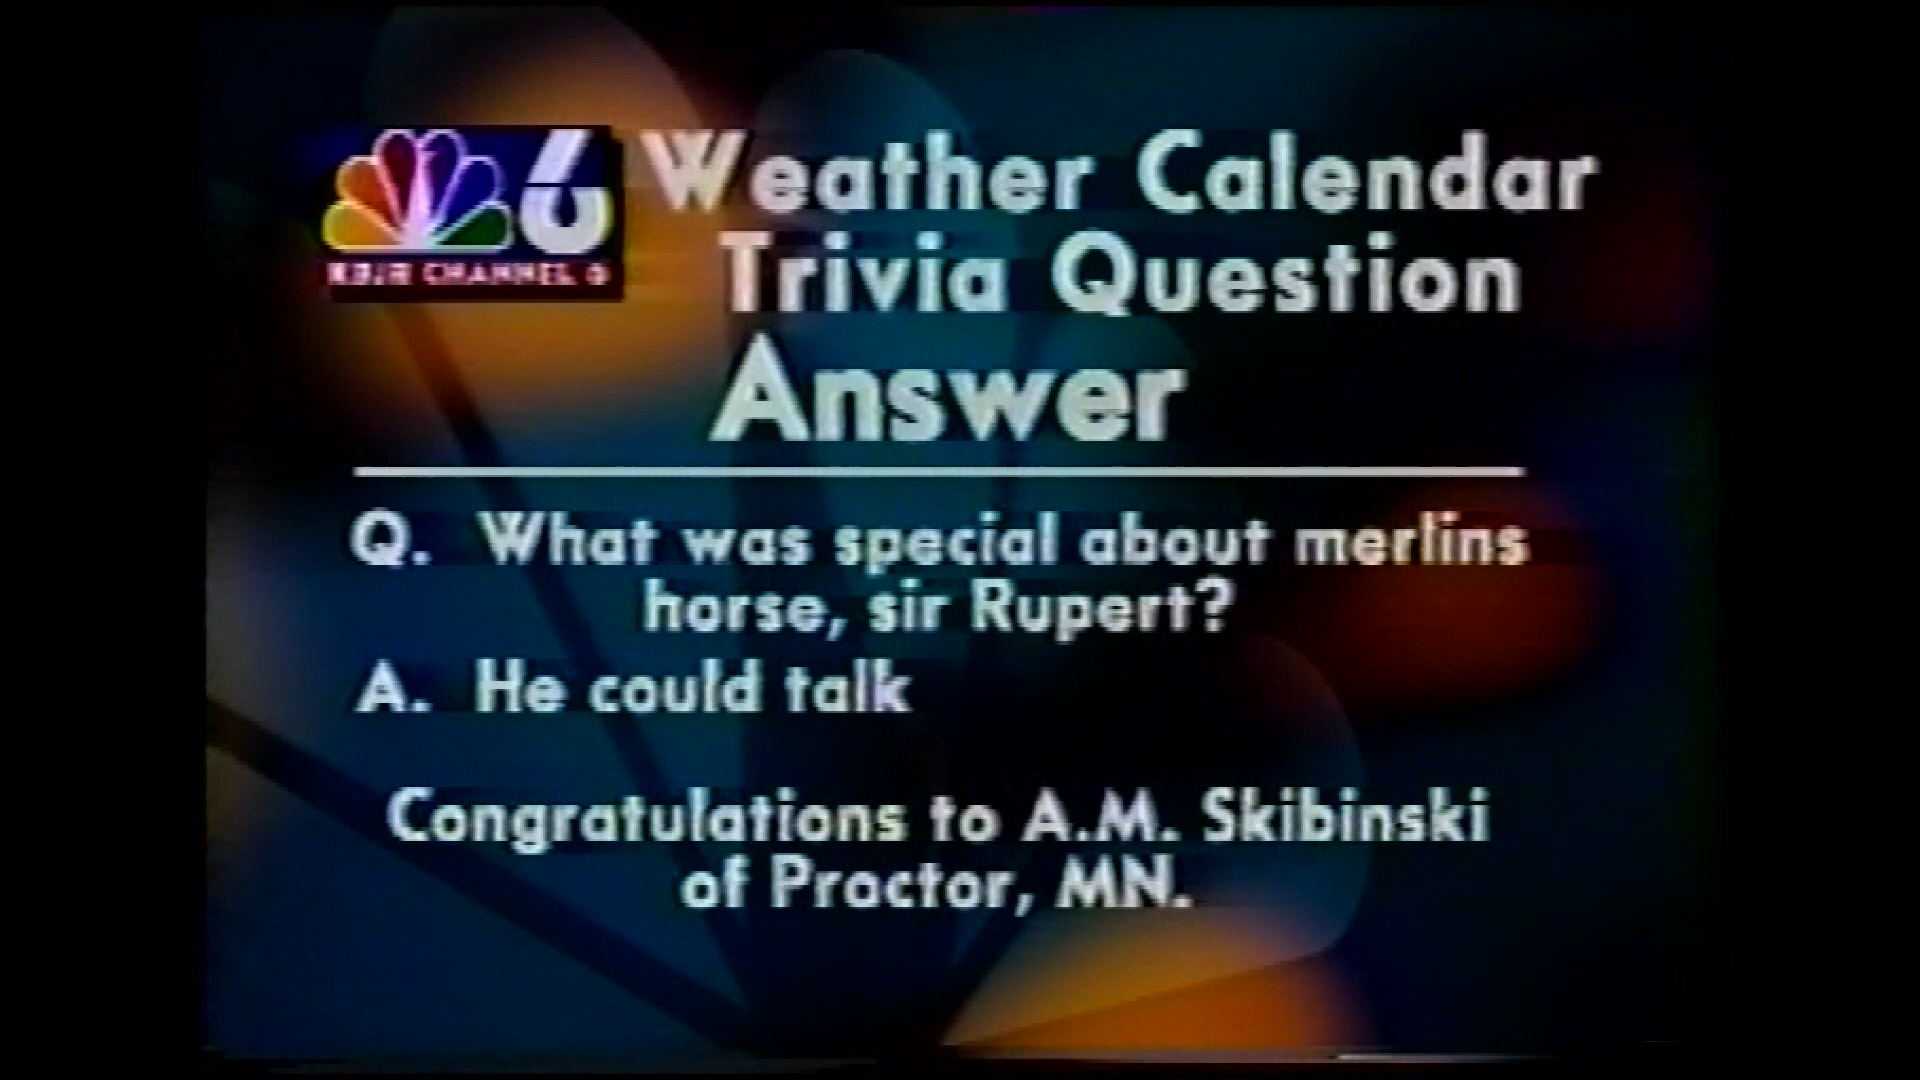 6
KBJR CHANNEL 6
Weather Calendar
Trivia Question
Answer
Q. What was special about merlins
horse, sir Rupert?
A. He could talk
Congratulations to A.M. Skibinski
of Proctor, MN.